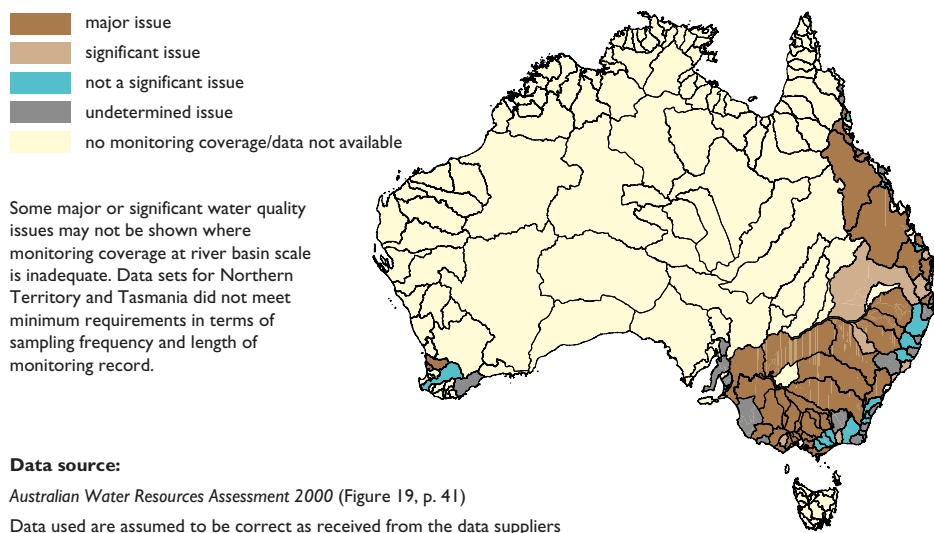 major issue
significant issue
not a significant issue
undetermined issue
no monitoring coverage/data not available
Some major or significant water quality
issues may not be shown where
monitoring coverage at river basin scale
is inadequate. Data sets for Northern
Territory and Tasmania did not meet
minimum requirements in terms of
sampling frequency and length of
monitoring record.
Data source:
Australian Water Resources Assessment 2000 (Figure 19, p. 41)
Data used are assumed to be correct as received from the data suppliers